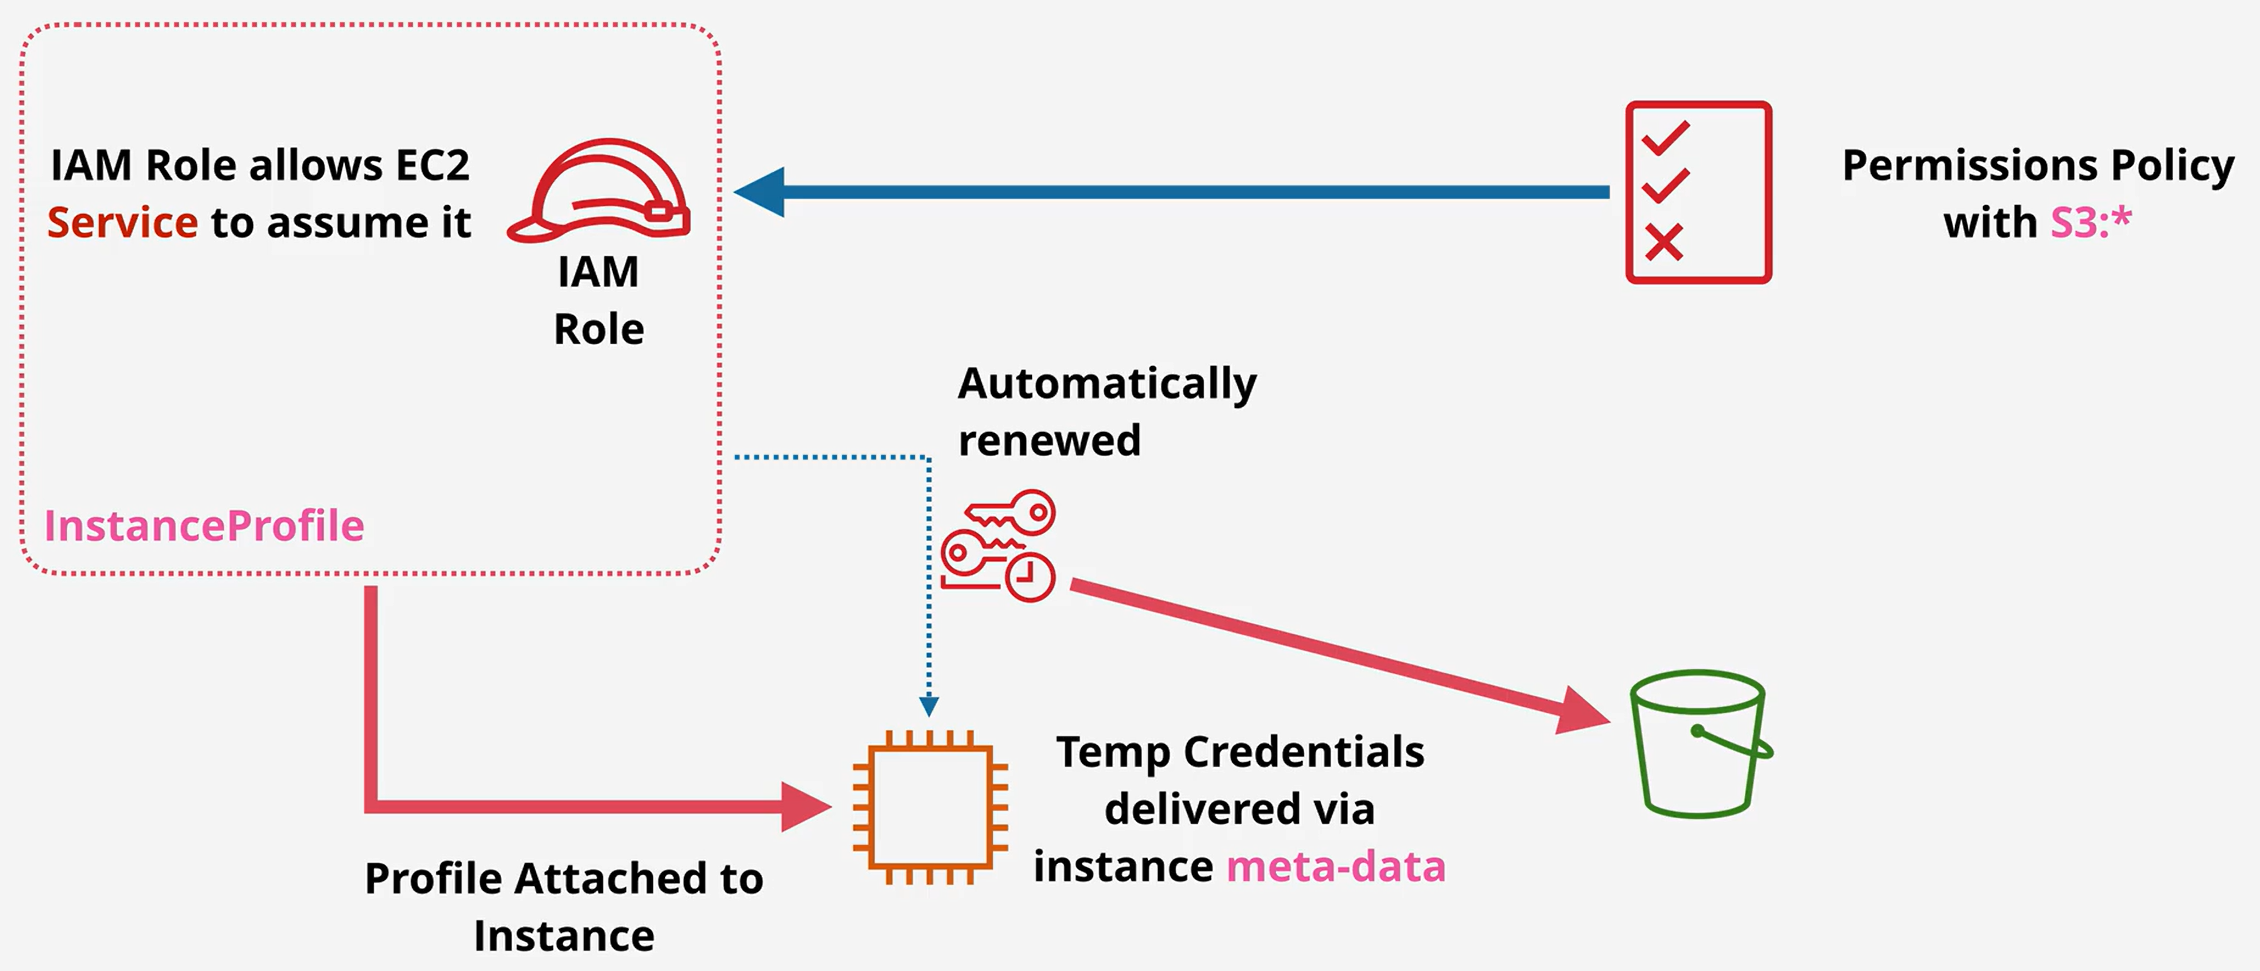 IAM Role allows EC2
Service to assume it
IAM
Role
Permissions Policy
with S3:*
Automatically
renewed
InstanceProfile
Temp Credentials
delivered via
instance meta-data
Profile Attached to
Instance